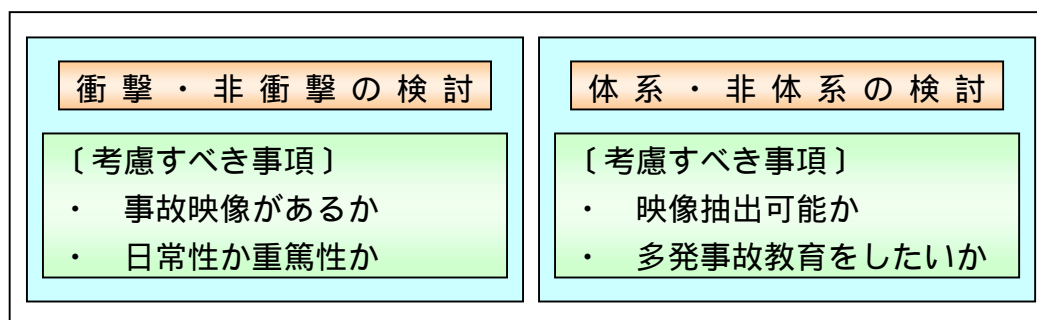 衝撃・非衝撃の検討
〔考慮すべき事項〕
・ 事故映像があるか
・ 日常性か重篤性か
体系・非体系の検討
〔考慮すべき事項〕
・ 映像抽出可能か
・ 多発事故教育をしたいか